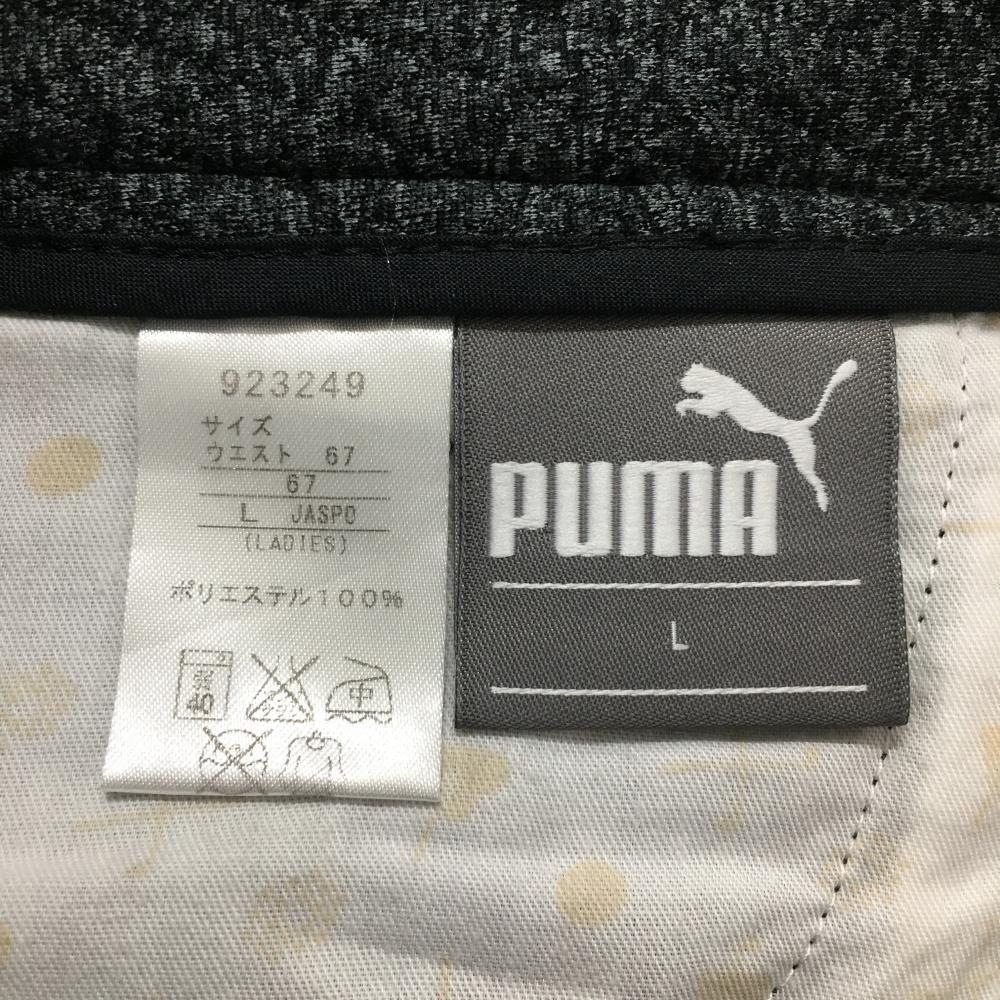 923249
サイズ
ウエスト 67
67
L JASPO
(LADIES)
ポリエステル100%
中
PUMA
L